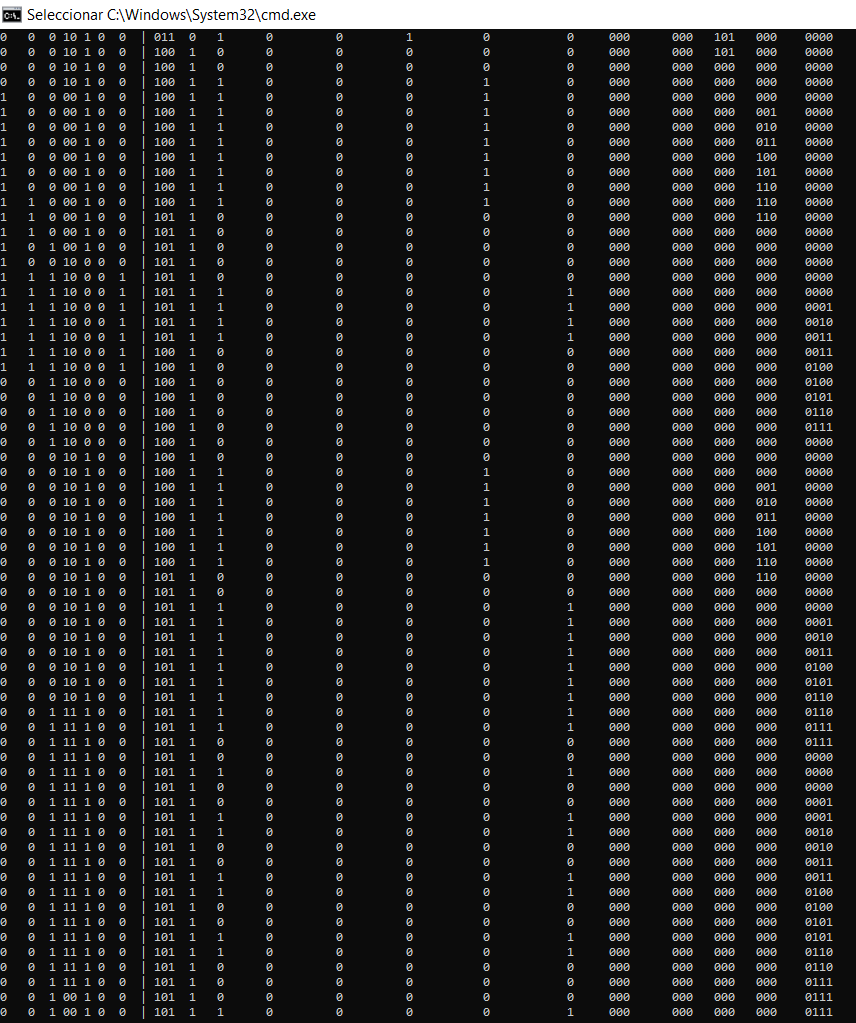 Seleccionar C:\Windows\System32\cmd.exe
0 0 0 10 1 0 0 | 011 0 1 0 0 1 0 0 000 000 101 000 0000
0 0 0 10 1 0 0 | 100 1 0 0 0 0 0 0 000 000 101 000 0000
0 0 0 10 1 0 0 | 100 1 0 0 0 0 0 0 000 000 000 000 0000
0 0 0 10 1 0 0 | 100 1 1 0 0 0 1 0 000 000 000 000 0000
1 0 0 00 1 0 0 | 100 1 1 0 0 0 1 0 000 000 000 000 0000
1 0 0 00 1 0 0 | 100 1 1 0 0 0 1 0 000 000 000 001 0000
1 0 0 00 1 0 0 | 100 1 1 0 0 0 1 0 000 000 000 010 0000
1 0 0 00 1 0 0 | 100 1 1 0 0 0 1 0 000 000 000 011 0000
1 0 0 00 1 0 0 | 100 1 1 0 0 0 1 0 000 000 000 100 0000
1 0 0 00 1 0 0 | 100 1 1 0 0 0 1 0 000 000 000 101 0000
1 0 0 00 1 0 0 | 100 1 1 0 0 0 1 0 000 000 000 110 0000
1 1 0 00 1 0 0 | 100 1 1 0 0 0 1 0 000 000 000 110 0000
1 1 0 00 1 0 0 | 101 1 0 0 0 0 0 0 000 000 000 110 0000
1 1 0 00 1 0 0 | 101 1 0 0 0 0 0 0 000 000 000 000 0000
1 0 1 00 1 0 0 | 101 1 0 0 0 0 0 0 000 000 000 000 0000
1 0 0 10 0 0 0 | 101 1 0 0 0 0 0 0 000 000 000 000 0000
1 1 1 10 0 0 1 | 101 1 0 0 0 0 0 0 000 000 000 000 0000
1 1 1 10 0 0 1 | 101 1 1 0 0 0 0 1 000 000 000 000 0000
1 1 1 10 0 0 1 | 101 1 1 0 0 0 0 1 000 000 000 000 0001
1 1 1 10 0 0 1 | 101 1 1 0 0 0 0 1 000 000 000 000 0010
1 1 1 10 0 0 1 | 101 1 1 0 0 0 0 1 000 000 000 000 0011
1 1 1 10 0 0 1 | 100 1 0 0 0 0 0 0 000 000 000 000 0011
1 1 1 10 0 0 1 | 100 1 0 0 0 0 0 0 000 000 000 000 0100
0 0 1 10 0 0 0 | 100 1 0 0 0 0 0 0 000 000 000 000 0100
0 0 1 10 0 0 0 | 100 1 0 0 0 0 0 0 000 000 000 000 0101
0 0 1 10 0 0 0 | 100 1 0 0 0 0 0 0 000 000 000 000 0110
0 0 1 10 0 0 0 | 100 1 0 0 0 0 0 0 000 000 000 000 0111
0 0 1 10 0 0 0 | 100 1 0 0 0 0 0 0 000 000 000 000 0000
0 0 0 10 1 0 0 | 100 1 0 0 0 0 0 0 000 000 000 000 0000
0 0 0 10 1 0 0 | 100 1 1 0 0 0 1 0 000 000 000 000 0000
0 0 0 10 1 0 0 | 100 1 1 0 0 0 1 0 000 000 000 001 0000
0 0 0 10 1 0 0 | 100 1 1 0 0 0 1 0 000 000 000 010 0000
0 0 0 10 1 0 0 | 100 1 1 0 0 0 1 0 000 000 000 011 0000
0 0 0 10 1 0 0 | 100 1 1 0 0 0 1 0 000 000 000 100 0000
0 0 0 10 1 0 0 | 100 1 1 0 0 0 1 0 000 000 000 101 0000
0 0 0 10 1 0 0 | 100 1 1 0 0 0 1 0 000 000 000 110 0000
0 0 0 10 1 0 0 | 101 1 0 0 0 0 0 0 000 000 000 110 0000
0 0 0 10 1 0 0 | 101 1 0 0 0 0 0 0 000 000 000 000 0000
0 0 0 10 1 0 0 | 101 1 1 0 0 0 0 1 000 000 000 000 0000
0 0 0 10 1 0 0 | 101 1 1 0 0 0 0 1 000 000 000 000 0001
0 0 0 10 1 0 0 | 101 1 1 0 0 0 0 1 000 000 000 000 0010
0 0 0 10 1 0 0 | 101 1 1 0 0 0 0 1 000 000 000 000 0011
0 0 0 10 1 0 0 | 101 1 1 0 0 0 0 1 000 000 000 000 0100
0 0 0 10 1 0 0 | 101 1 1 0 0 0 0 1 000 000 000 000 0101
0 0 0 10 1 0 0 | 101 1 1 0 0 0 0 1 000 000 000 000 0110
0 0 1 11 1 0 0 | 101 1 1 0 0 0 0 1 000 000 000 000 0110
0 0 1 11 1 0 0 | 101 1 1 0 0 0 0 1 000 000 000 000 0111
0 0 1 11 1 0 0 | 101 1 0 0 0 0 0 0 000 000 000 000 0111
0 0 1 11 1 0 0 | 101 1 0 0 0 0 0 0 000 000 000 000 0000
0 0 1 11 1 0 0 | 101 1 1 0 0 0 0 1 000 000 000 000 0000
0 0 1 11 1 0 0 | 101 1 0 0 0 0 0 0 000 000 000 000 0000
0 0 1 11 1 0 0 | 101 1 0 0 0 0 0 0 000 000 000 000 0001
0 0 1 11 1 0 0 | 101 1 1 0 0 0 0 1 000 000 000 000 0001
0 0 1 11 1 0 0 | 101 1 1 0 0 0 0 1 000 000 000 000 0010
0 0 1 11 1 0 0 | 101 1 0 0 0 0 0 0 000 000 000 000 0010
0 0 1 11 1 0 0 | 101 1 0 0 0 0 0 0 000 000 000 000 0011
0 0 1 11 1 0 0 | 101 1 1 0 0 0 0 1 000 000 000 000 0011
0 0 1 11 1 0 0 | 101 1 1 0 0 0 0 1 000 000 000 000 0100
0 0 1 11 1 0 0 | 101 1 0 0 0 0 0 0 000 000 000 000 0100
0 0 1 11 1 0 0 | 101 1 0 0 0 0 0 0 000 000 000 000 0101
0 0 1 11 1 0 0 | 101 1 1 0 0 0 0 1 000 000 000 000 0101
0 0 1 11 1 0 0 | 101 1 1 0 0 0 0 1 000 000 000 000 0110
0 0 1 11 1 0 0 | 101 1 0 0 0 0 0 0 000 000 000 000 0110
0 0 1 11 1 0 0 | 101 1 0 0 0 0 0 0 000 000 000 000 0111
0 0 1 00 1 0 0 | 101 1 0 0 0 0 0 0 000 000 000 000 0111
0 0 1 00 1 0 0 | 101 1 1 0 0 0 0 1 000 000 000 000 0111